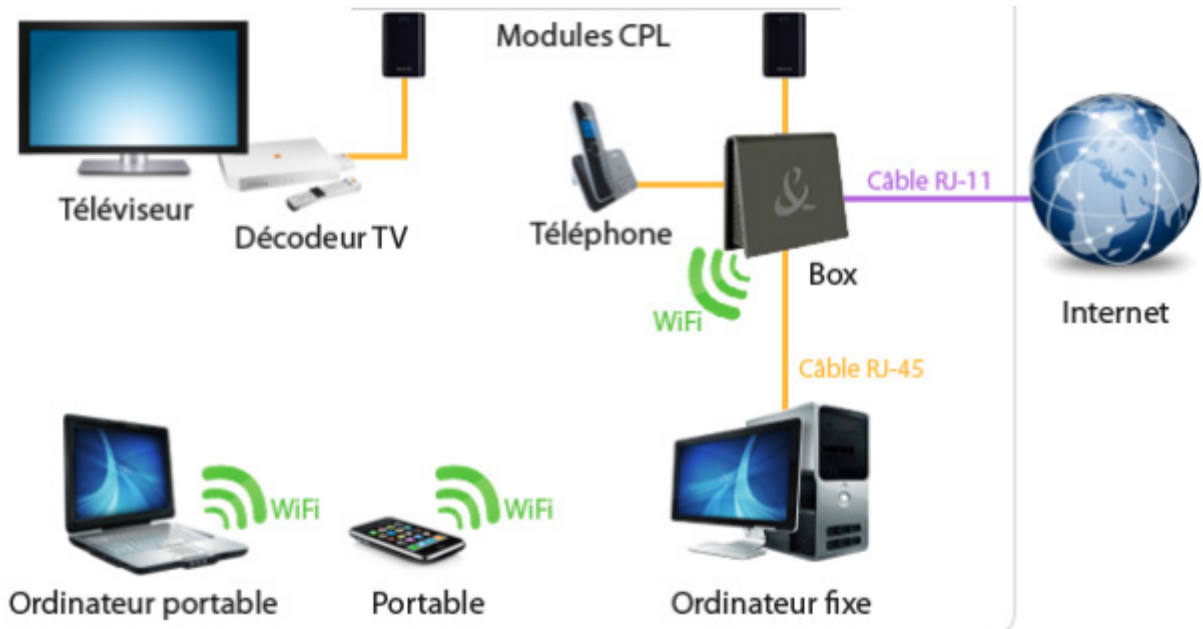 Modules CPL
Téléviseur
Décodeur TV
Téléphone
&
Box
Câble RJ-11
Internet
WiFi
Câble RJ-45
WiFi
WiFi
Ordinateur portable
Portable
Ordinateur fixe